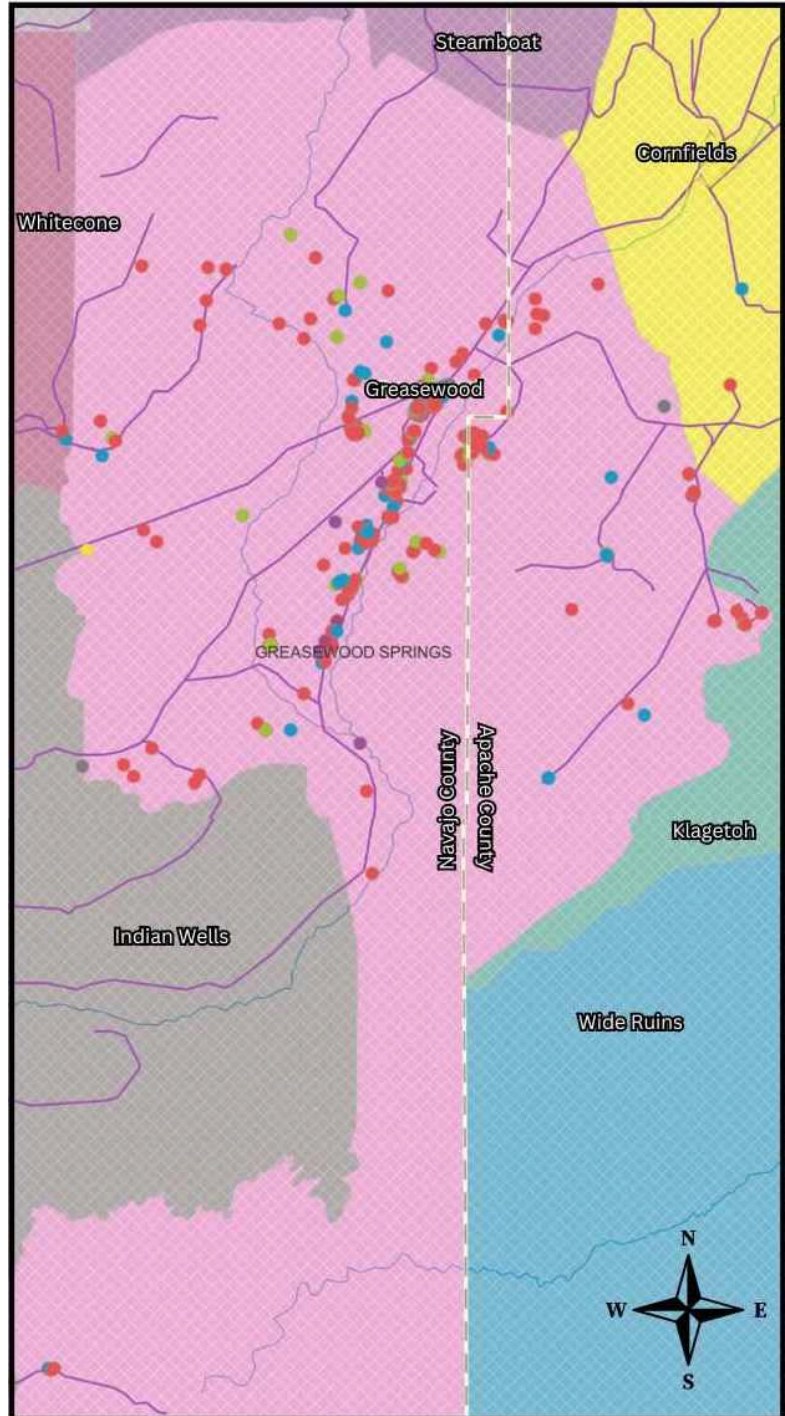 Steamboat
Cornfields
Whitecone
Greasewood
GREASEWOOD SPRINGS
Navajo County
Apache County
Klagetoh
Indian Wells
Wide Ruins
N
W
E
S